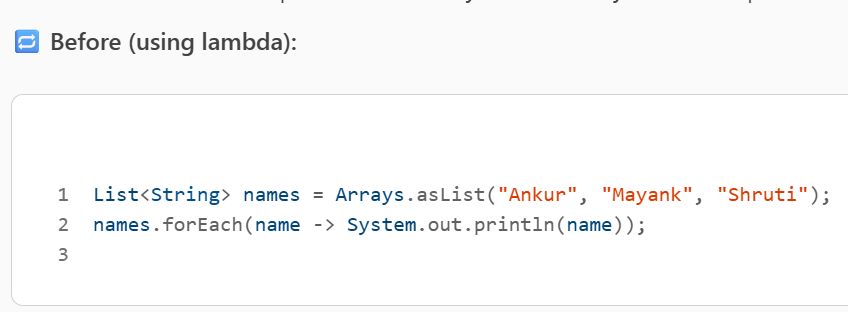 Before (using lambda):
1 List<String> names = Arrays.asList("Ankur", "Mayank", "Shruti");
2 names.forEach(name -> System.out.println(name));
3